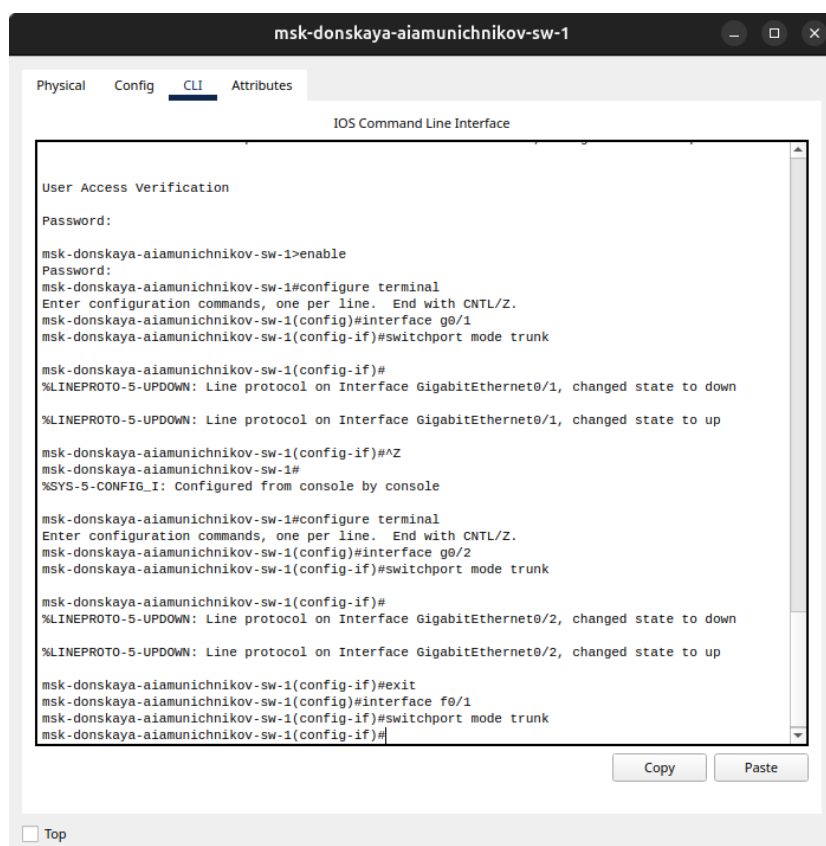 msk-donskaya-aiamunichnikov-sw-1
Physical Config CLI Attributes
IOS Command Line Interface
User Access Verification
Password:
msk-donskaya-aiamunichnikov-sw-1>enable
Password:
msk-donskaya-aiamunichnikov-sw-1#configure terminal
Enter configuration commands, one per line.  End with CNTL/Z.
msk-donskaya-aiamunichnikov-sw-1(config)#interface g0/1
msk-donskaya-aiamunichnikov-sw-1(config-if)#switchport mode trunk
msk-donskaya-aiamunichnikov-sw-1(config-if)#
%LINEPROTO-5-UPDOWN: Line protocol on Interface GigabitEthernet0/1, changed state to down
%LINEPROTO-5-UPDOWN: Line protocol on Interface GigabitEthernet0/1, changed state to up
msk-donskaya-aiamunichnikov-sw-1(config-if)#^Z
msk-donskaya-aiamunichnikov-sw-1#
%SYS-5-CONFIG_I: Configured from console by console
msk-donskaya-aiamunichnikov-sw-1#configure terminal
Enter configuration commands, one per line.  End with CNTL/Z.
msk-donskaya-aiamunichnikov-sw-1(config)#interface g0/2
msk-donskaya-aiamunichnikov-sw-1(config-if)#switchport mode trunk
msk-donskaya-aiamunichnikov-sw-1(config-if)#
%LINEPROTO-5-UPDOWN: Line protocol on Interface GigabitEthernet0/2, changed state to down
%LINEPROTO-5-UPDOWN: Line protocol on Interface GigabitEthernet0/2, changed state to up
msk-donskaya-aiamunichnikov-sw-1(config-if)#exit
msk-donskaya-aiamunichnikov-sw-1(config)#interface f0/1
msk-donskaya-aiamunichnikov-sw-1(config-if)#switchport mode trunk
msk-donskaya-aiamunichnikov-sw-1(config-if)#
Copy Paste
Top